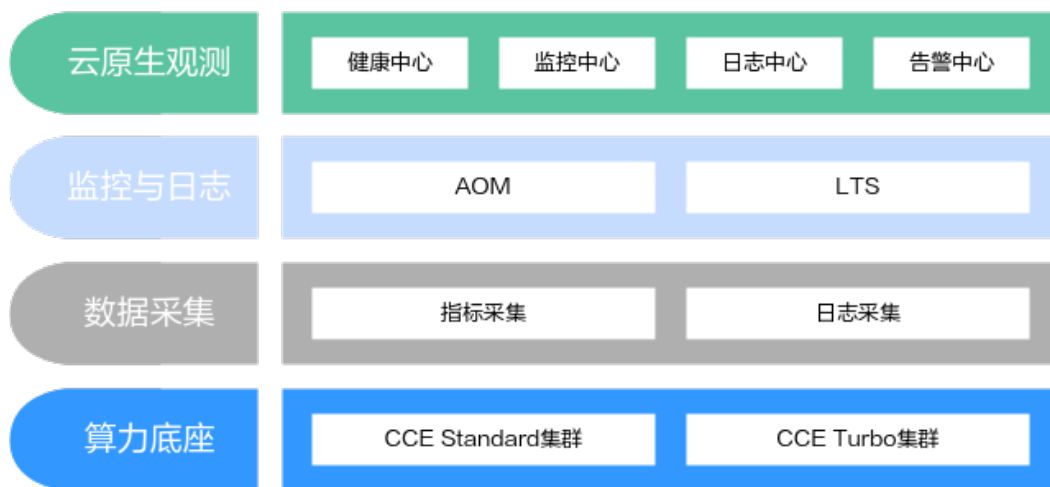 云原生观测
健康中心
监控中心
日志中心
告警中心
监控与日志
AOM
LTS
数据采集
指标采集
日志采集
算力底座
CCE Standard集群
CCE Turbo集群